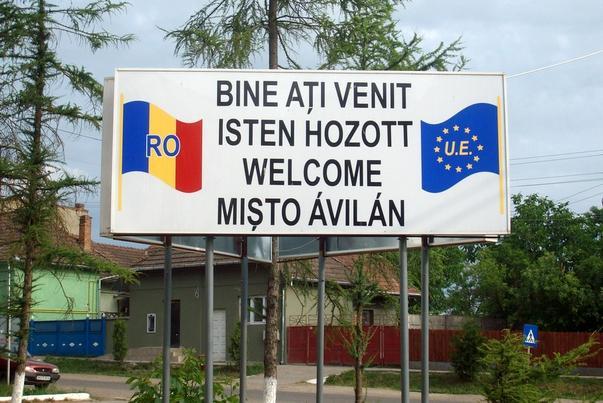 BINE AȚI VENIT
ISTEN HOZOTT
WELCOME
MIȘTO ÁVILÁN
RO
U.E.